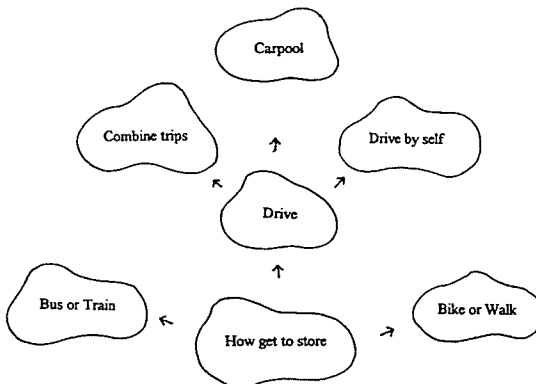 Carpool
Combine trips
Drive by self
Drive
Bus or Train
Bike or Walk
How get to store